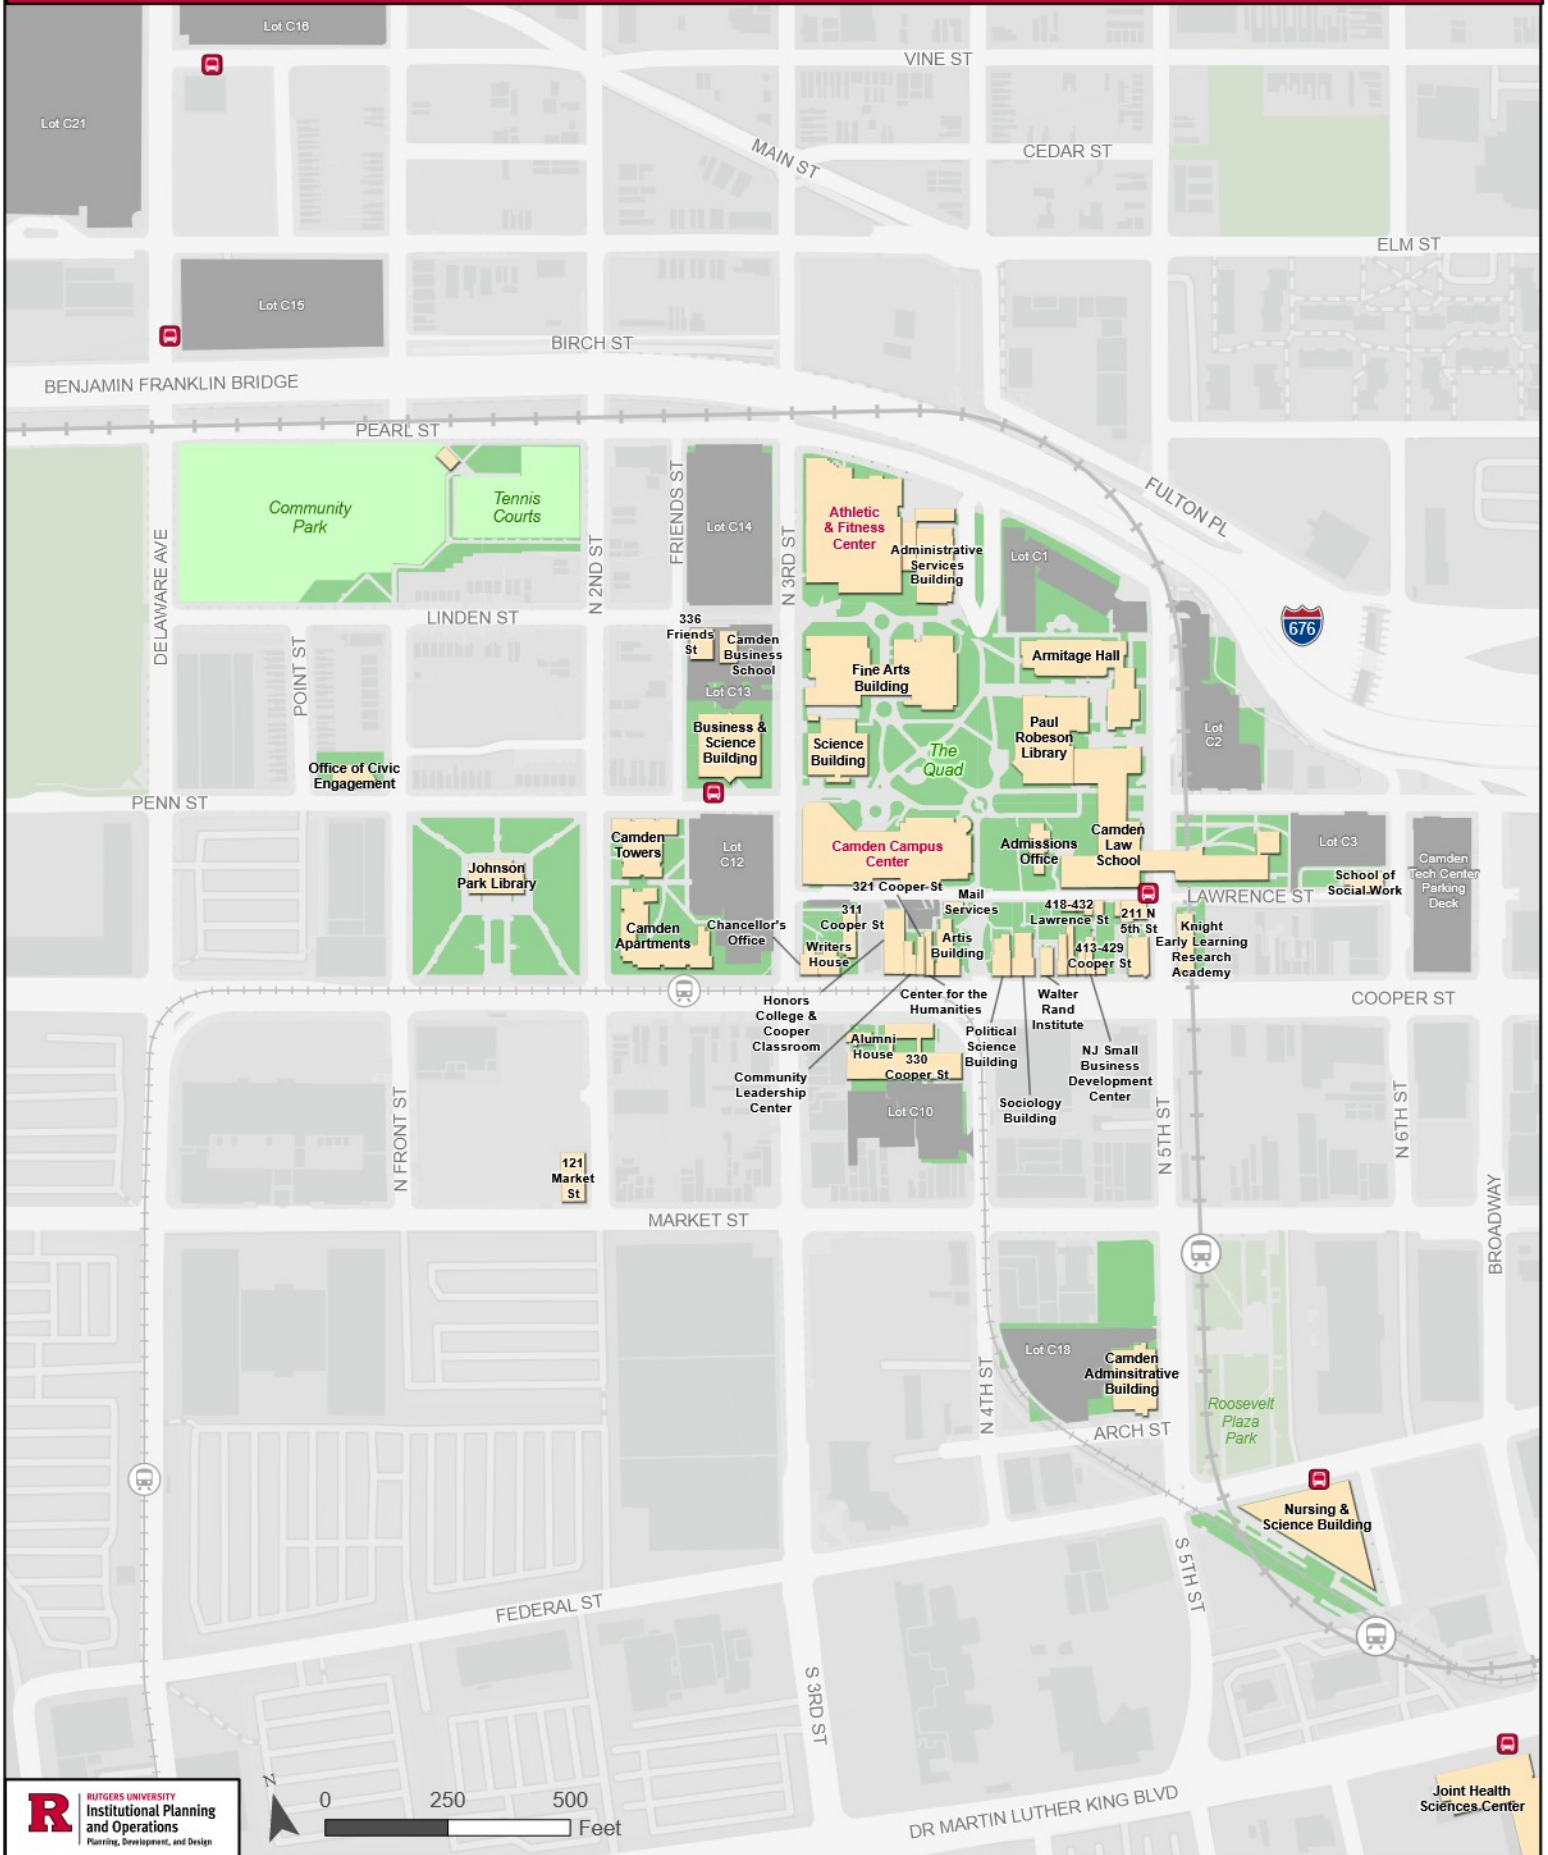 Lot C16
VINE ST
Lot C21
MAIN ST
CEDAR ST
ELM ST
Lot C15
BIRCH ST
BENJAMIN FRANKLIN BRIDGE
PEARL ST
FULTON PL
Community
Park
Tennis
Courts
FRIENDS ST
Lot C14
N 3RD ST
Athletic
& Fitness
Center
Administrative
Services
Building
Lot C1
DELAWARE AVE
N 2ND ST
LINDEN ST
336
Friends
St
Camden
Business
School
676
POINT ST
Fine Arts
Building
Armitage Hall
Lot C13
Business &
Science
Building
Science
Building
The
Quad
Paul
Robeson
Library
Lot
C2
Office of Civic
Engagement
PENN ST
Camden
Towers
Lot
C12
Camden Campus
Center
Admissions
Office
Camden
Law
School
Lot C3
Camden
Tech Center
Parking
Deck
Johnson
Park Library
School of
Social Work
321 Cooper St
Mail
Services
LAWRENCE ST
311
Cooper St
418-432
Lawrence St
211 N
5th St
Camden
Apartments
Chancellor's
Office
Writers
House
Artis
Building
413-429
Cooper St
Knight
Early Learning
Research
Academy
Honors
College &
Cooper
Classroom
Center for the
Humanities
Walter
Rand
Institute
COOPER ST
Alumni
House
330
Cooper St
Political
Science
Building
NJ Small
Business
Development
Center
Community
Leadership
Center
Sociology
Building
Lot C10
N FRONT ST
N 5TH ST
N 6TH ST
121
Market
St
MARKET ST
BROADWAY
Lot C18
Camden
Adminsitrative
Building
N 4TH ST
ARCH ST
Roosevelt
Plaza
Park
Nursing &
Science Building
S 5TH ST
FEDERAL ST
S 3RD ST
DR MARTIN LUTHER KING BLVD
Joint Health
Sciences Center
R
RUTGERS UNIVERSITY
Institutional Planning
and Operations
Planning, Development, and Design
N
0 250 500
Feet